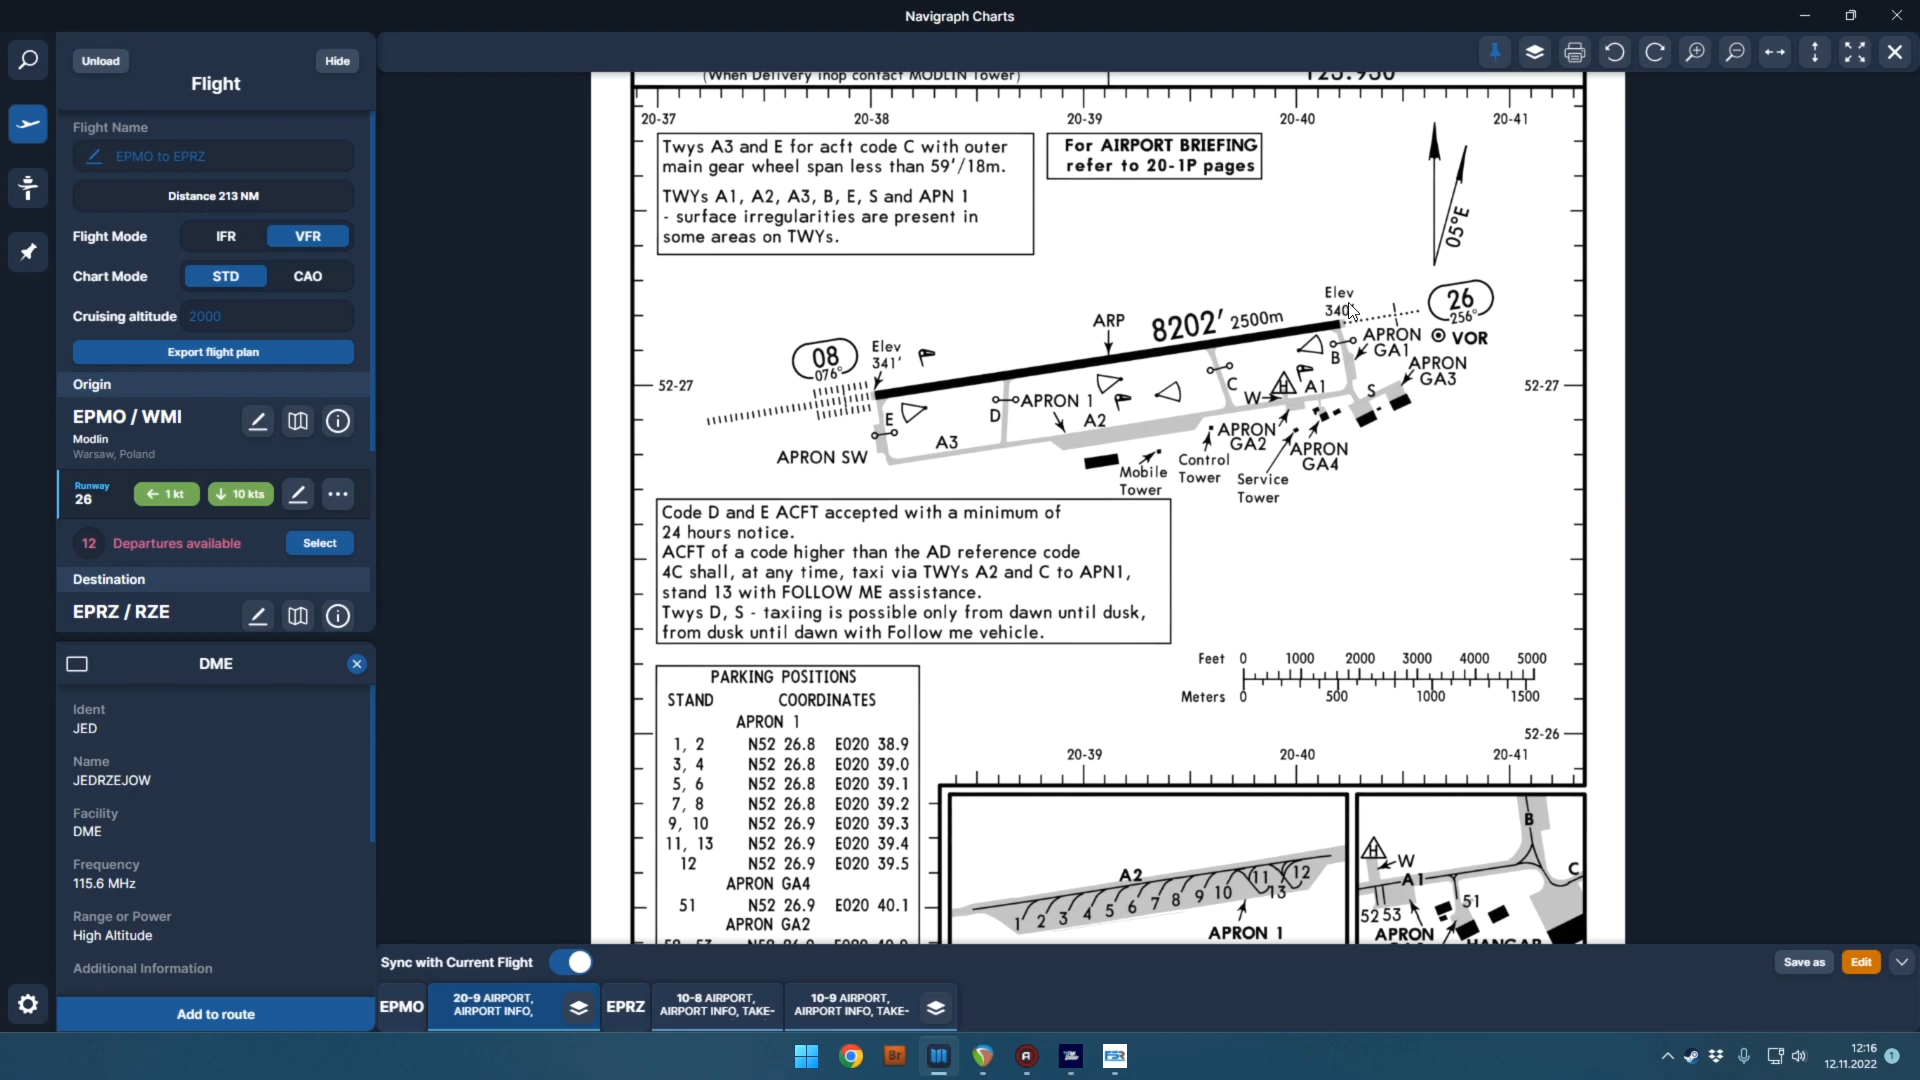 Navigraph Charts
Unload
Hide
Flight
Flight Name
EPMO to EPRZ
Distance 213 NM
Flight Mode
IFR
VFR
Chart Mode
STD
CAO
Cruising altitude
2000
Export flight plan
Origin
EPMO / WMI
Modlin
Warsaw, Poland
Runway
26
1 kt
10 kts
12
Departures available
Select
Destination
EPRZ / RZE
DME
Ident
JED
Name
JEDRZEJOW
Facility
DME
Frequency
115.6 MHz
Range or Power
High Altitude
Additional Information
Add to route
(When Delivery inop contact MODLIN Tower)
123.930
20-37
20-38
20-39
20-40
20-41
Twys A3 and E for acft code C with outer
main gear wheel span less than 59'/18m.
TWYs A1, A2, A3, B, E, S and APN 1
- surface irregularities are present in
some areas on TWYs.
For AIRPORT BRIEFING
refer to 20-1P pages
05°E
Elev
340'
26
256°
VOR
ARP
8202' 2500m
08
076°
Elev
341'
APRON
GA1
APRON
GA3
52-27
52-27
B
C
W
H
A1
S
E
D
APRON 1
A2
A3
APRON SW
APRON
GA2
APRON
GA4
Mobile
Tower
Control
Tower
Service
Tower
Code D and E ACFT accepted with a minimum of
24 hours notice.
ACFT of a code higher than the AD reference code
4C shall, at any time, taxi via TWYs A2 and C to APN1,
stand 13 with FOLLOW ME assistance.
Twys D, S - taxiing is possible only from dawn until dusk,
from dusk until dawn with Follow me vehicle.
Feet 0 1000 2000 3000 4000 5000
Meters 0 500 1000 1500
52-26
20-39
20-40
20-41
PARKING POSITIONS
STAND COORDINATES
APRON 1
1, 2 N52 26.8 E020 38.9
3, 4 N52 26.8 E020 39.0
5, 6 N52 26.8 E020 39.1
7, 8 N52 26.8 E020 39.2
9, 10 N52 26.9 E020 39.3
11, 13 N52 26.9 E020 39.4
12 N52 26.9 E020 39.5
APRON GA4
51 N52 26.9 E020 40.1
APRON GA2
A2
1 2 3 4 5 6 7 8 9 10 11 12
13
APRON 1
B
H
W
A1
C
52 53
51
APRON
HANGAR
Sync with Current Flight
Save as
Edit
EPMO
20-9 AIRPORT,
AIRPORT INFO,
EPRZ
10-8 AIRPORT,
AIRPORT INFO, TAKE-
10-9 AIRPORT,
AIRPORT INFO, TAKE-
Br
A
FSR
12:16
12.11.2022
1